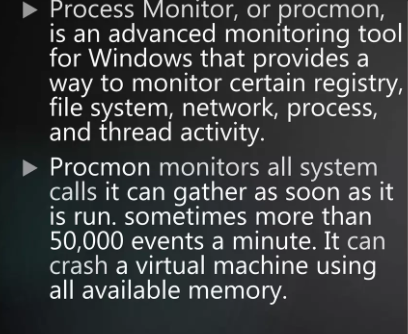 Process Monitor, or procmon,
is an advanced monitoring tool
for Windows that provides a
way to monitor certain registry,
file system, network, process,
and thread activity.
Procmon monitors all system
calls it can gather as soon as it
is run. sometimes more than
50,000 events a minute. It can
crash a virtual machine using
all available memory.